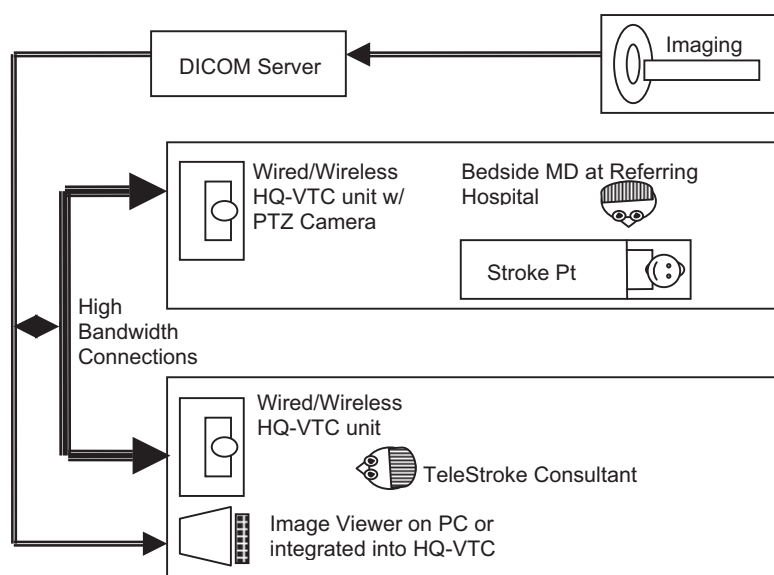 Imaging
DICOM Server
Wired/Wireless
HQ-VTC unit w/
PTZ Camera
Bedside MD at Referring
Hospital
Stroke Pt
High
Bandwidth
Connections
Wired/Wireless
HQ-VTC unit
TeleStroke Consultant
Image Viewer on PC or
integrated into HQ-VTC